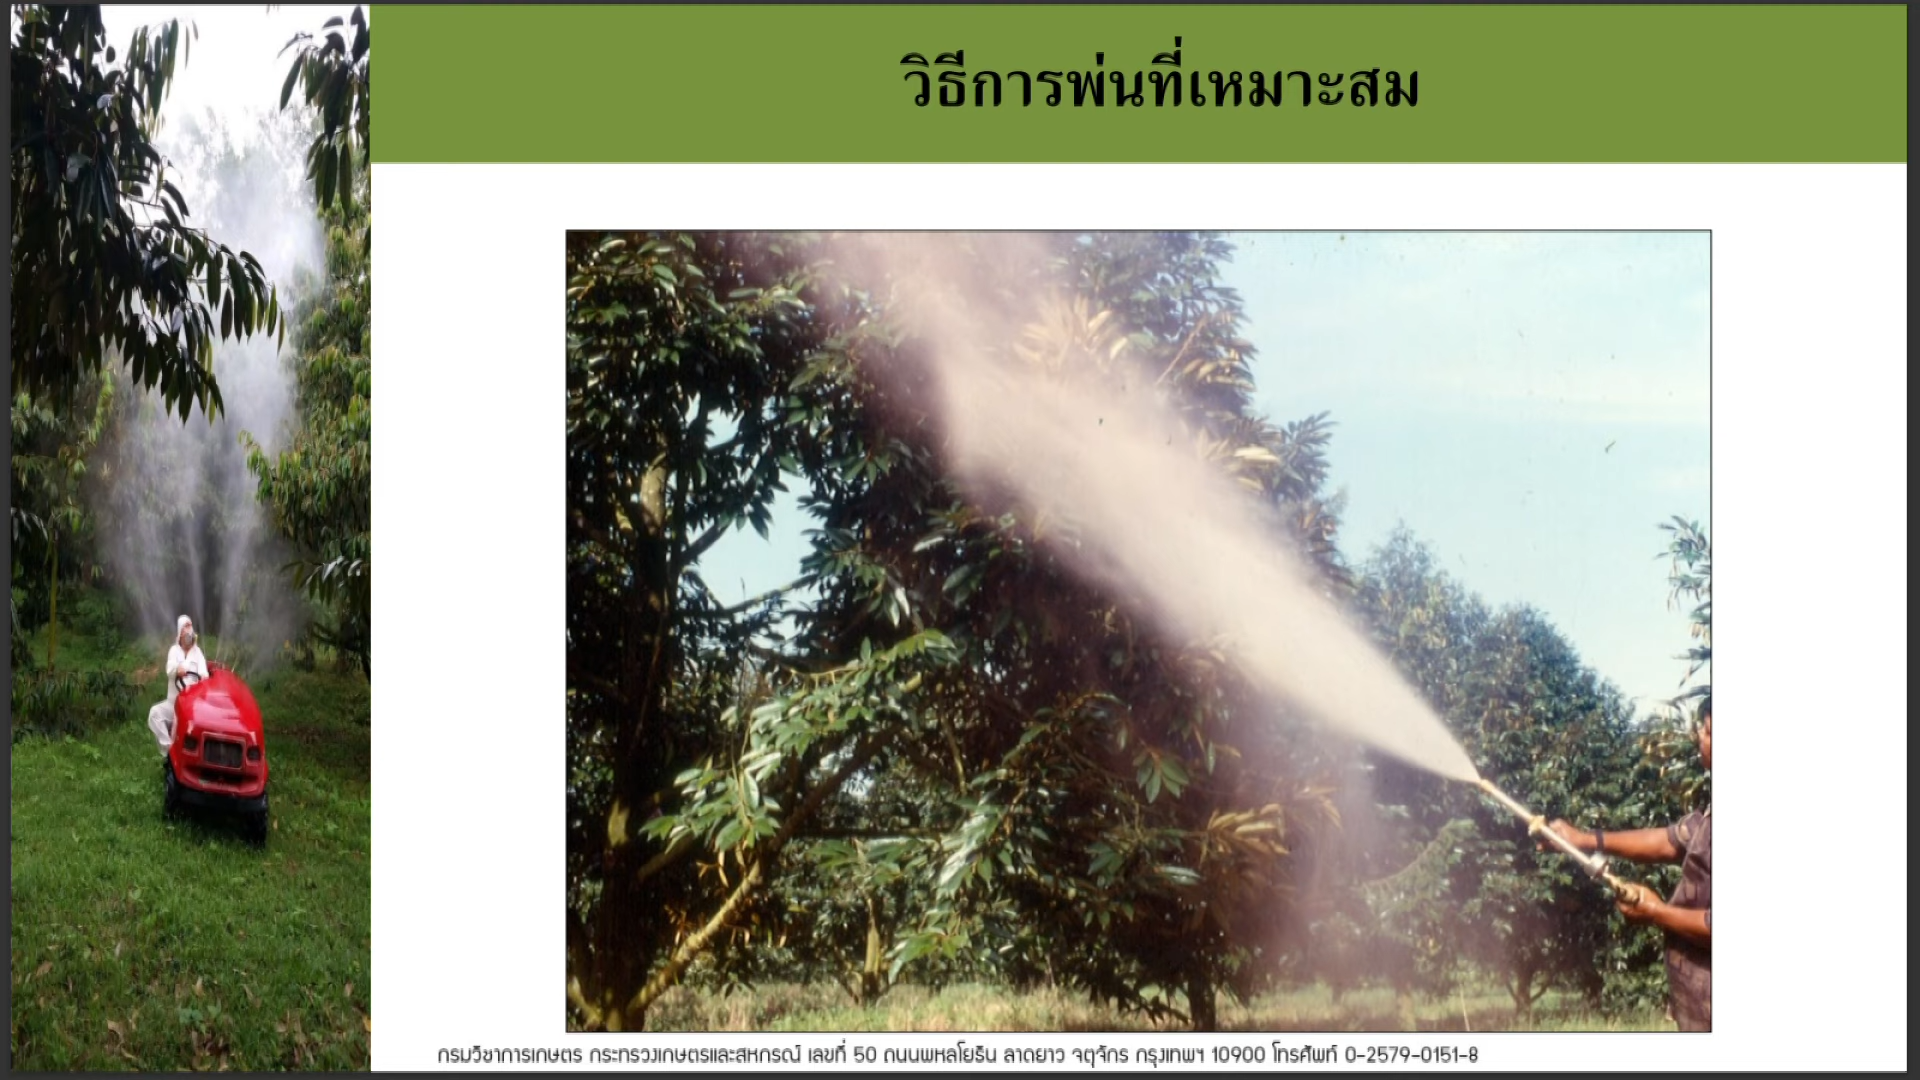 วิธีการพ่นที่เหมาะสม
กรมวิชาการเกษตร กระทรวงเกษตรและสหกรณ์ เลขที่ 50 ถนนพหลโยธิน ลาดยาว จตุจักร กรุงเทพฯ 10900 โทรศัพท์ 0-2579-0151-8